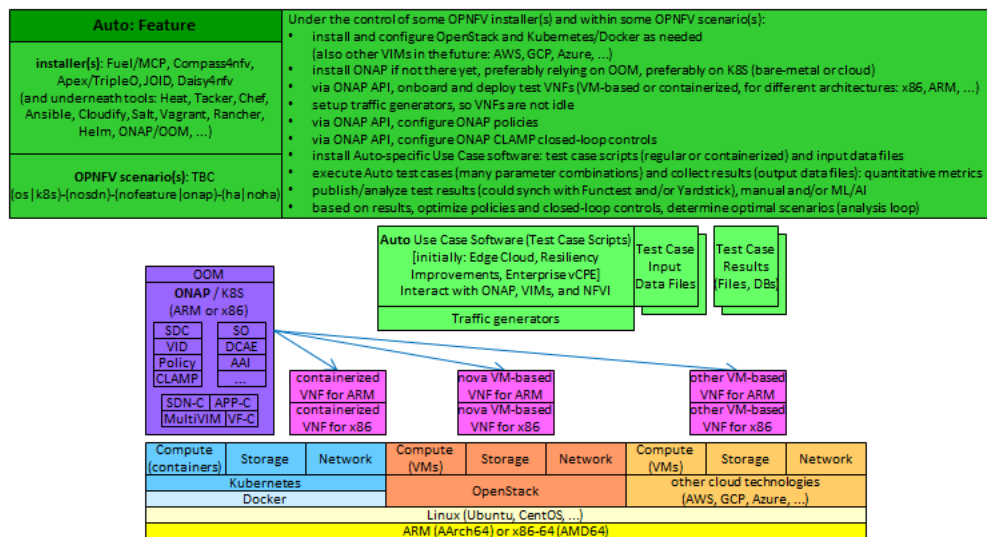 Auto: Feature
installer(s): Fuel/MCP, Compass4nfv,
Apex/TripleO, JOID, Daisy4nfv
(and underneath tools: Heat, Tacker, Chef,
Ansible, Cloudify, Salt, Vagrant, Rancher,
Helm, ONAP/OOM, ...)
OPNFV scenario(s): TBC
(os|k8s)-(nosdn)-(nofeature|onap)-(ha|noha)
Under the control of some OPNFV installer(s) and within some OPNFV scenario(s):
• install and configure OpenStack and Kubernetes/Docker as needed
(also other VIMs in the future: AWS, GCP, Azure, ...)
• install ONAP if not there yet, preferably relying on OOM, preferably on K8S (bare-metal or cloud)
• via ONAP API, onboard and deploy test VNFs (VM-based or containerized, for different architectures: x86, ARM, ...)
• setup traffic generators, so VNFs are not idle
• via ONAP API, configure ONAP policies
• via ONAP API, configure ONAP CLAMP closed-loop controls
• install Auto-specific Use Case software: test case scripts (regular or containerized) and input data files
• execute Auto test cases (many parameter combinations) and collect results (output data files): quantitative metrics
• publish/analyze test results (could synch with Functest and/or Yardstick), manual and/or ML/AI
• based on results, optimize policies and closed-loop controls, determine optimal scenarios (analysis loop)
Auto Use Case Software (Test Case Scripts)
[initially: Edge Cloud, Resiliency
Improvements, Enterprise vCPE]
Interact with ONAP, VIMs, and NFVI
Traffic generators
Test Case
Input
Data Files
Test Case
Results
(Files, DBs)
OOM
ONAP / K8S
(ARM or x86)
SDC SO
VID DCAE
Policy AAI
CLAMP ...
SDN-C APP-C
MultiVIM VF-C
containerized
VNF for ARM
containerized
VNF for x86
nova VM-based
VNF for ARM
nova VM-based
VNF for x86
other VM-based
VNF for ARM
other VM-based
VNF for x86
Compute
(containers)
Storage
Network
Compute
(VMs)
Storage
Network
Compute
(VMs)
Storage
Network
Kubernetes
Docker
OpenStack
other cloud technologies
(AWS, GCP, Azure, ...)
Linux (Ubuntu, CentOS, ...)
ARM (AArch64) or x86-64 (AMD64)